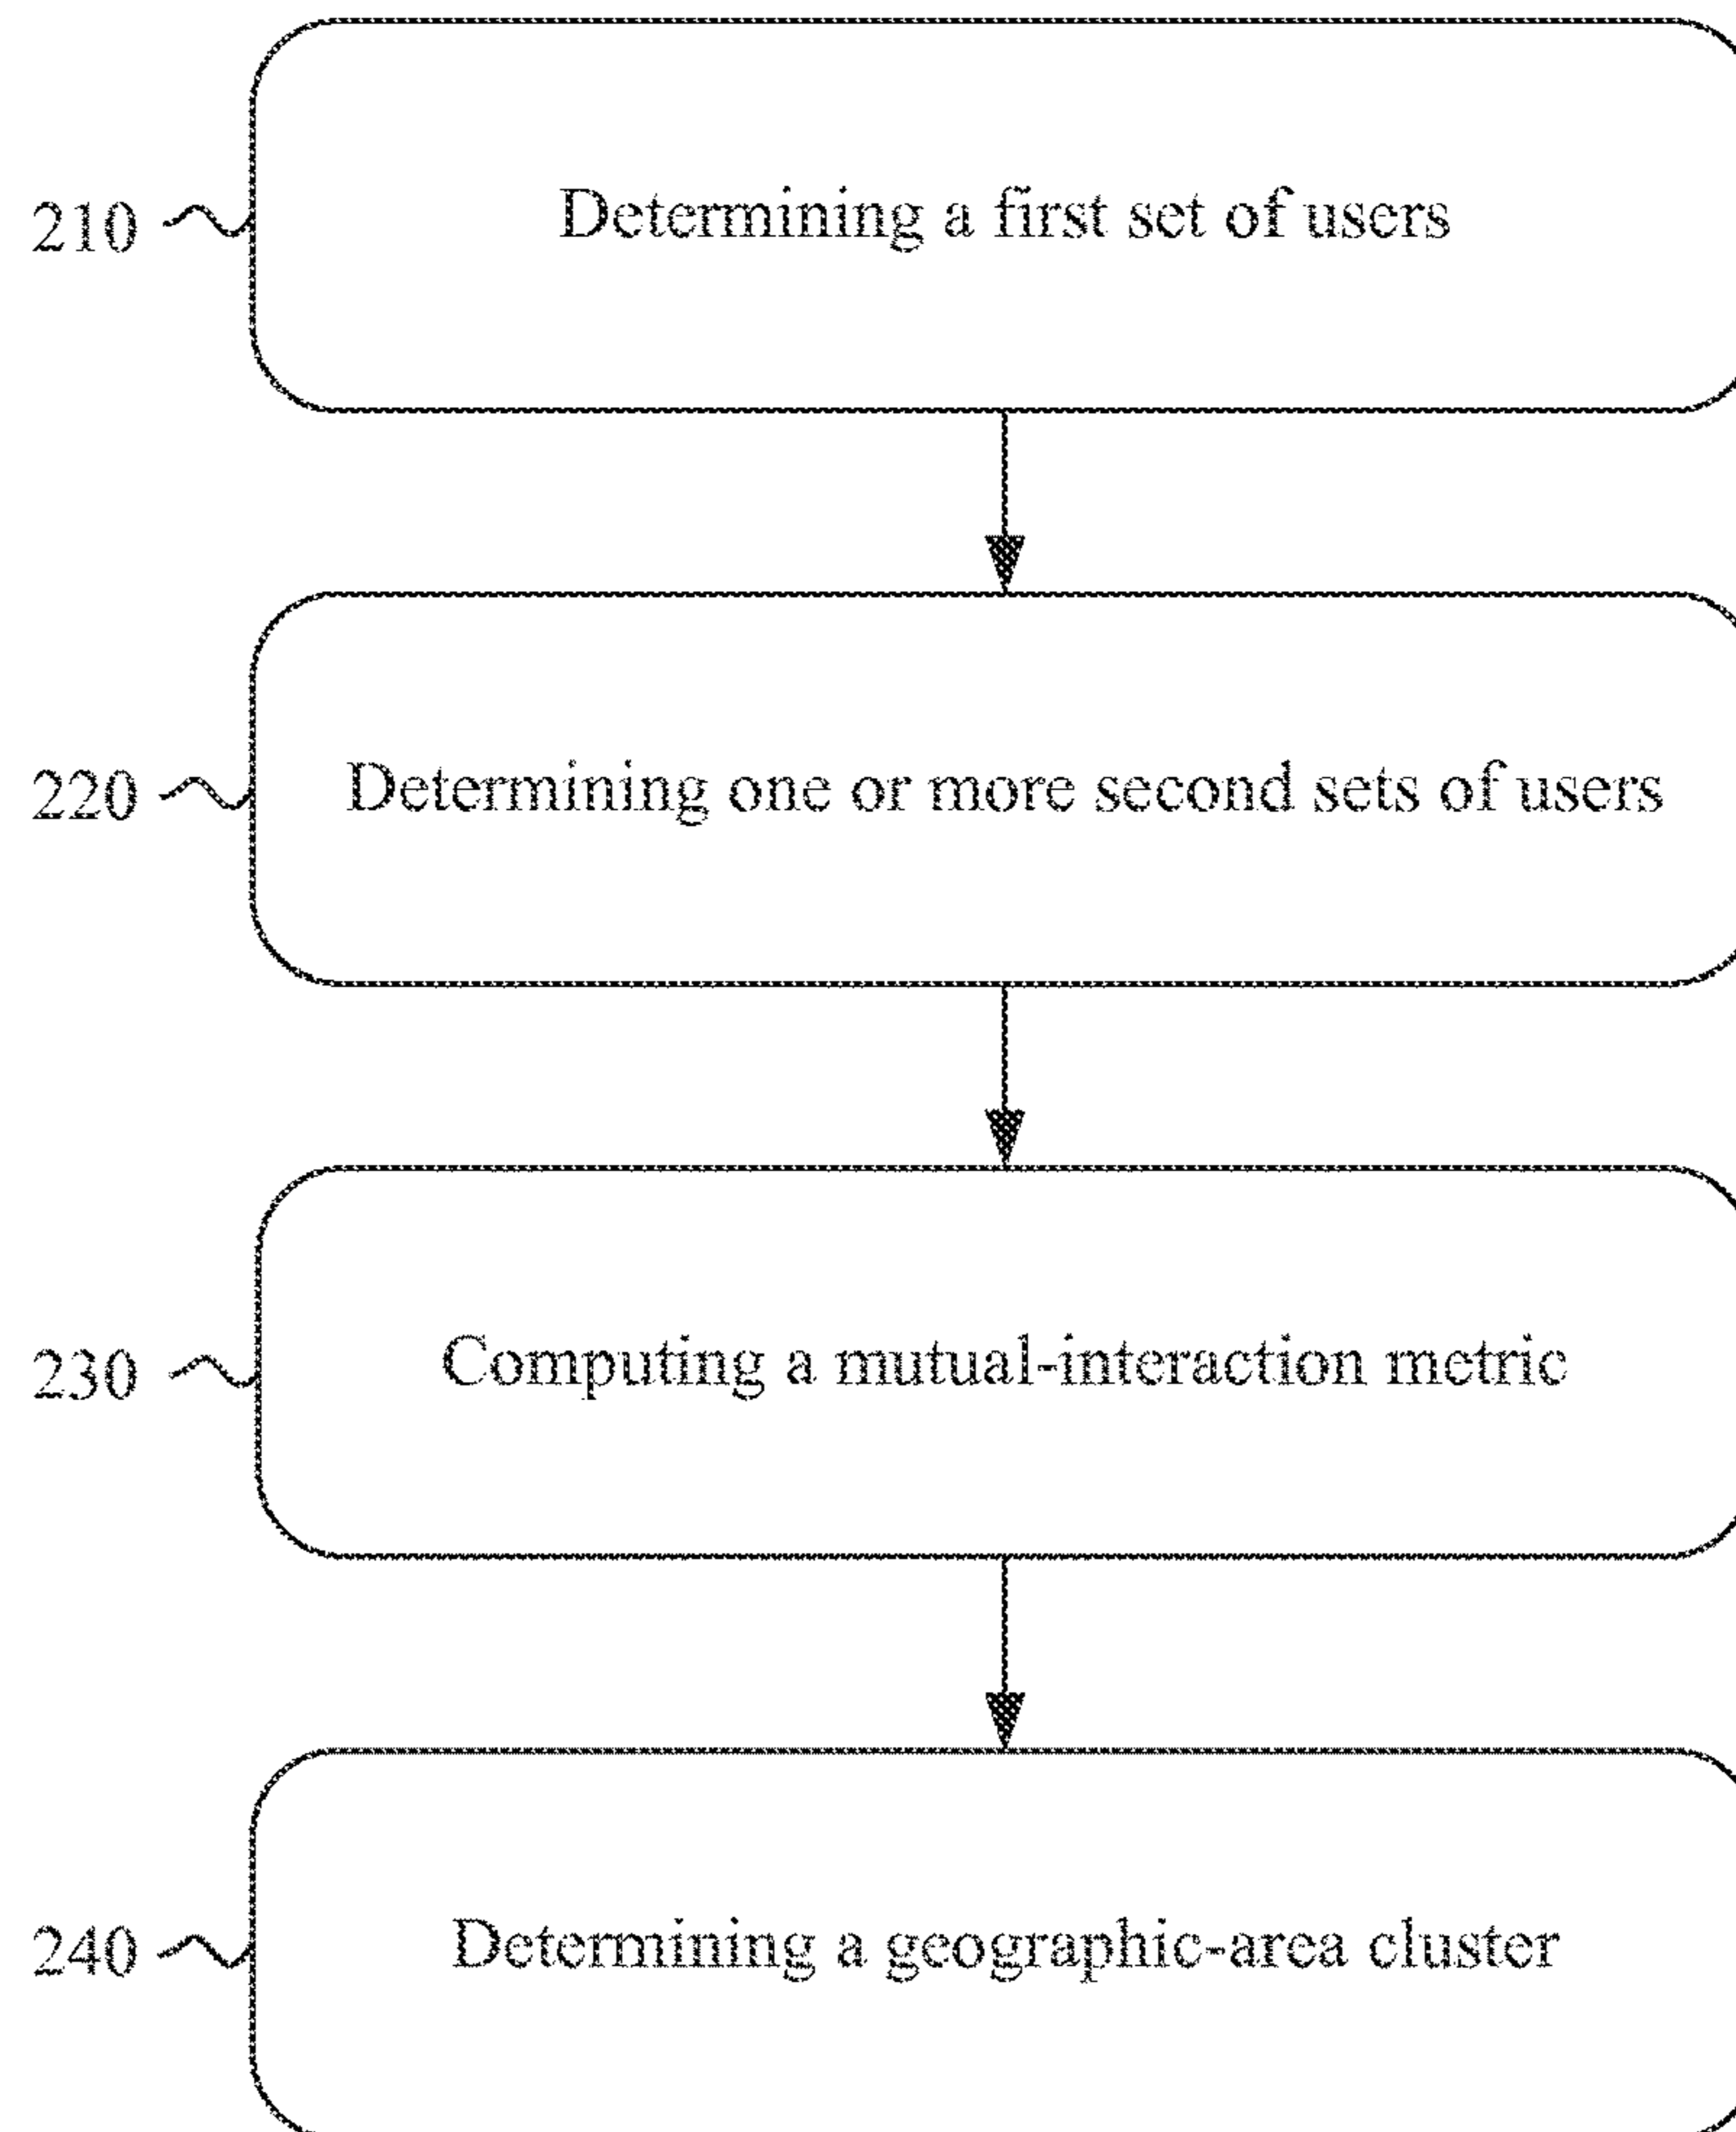 210 Determining a first set of users
220 Determining one or more second sets of users
230 Computing a mutual-interaction metric
240 Determining a geographic-area cluster